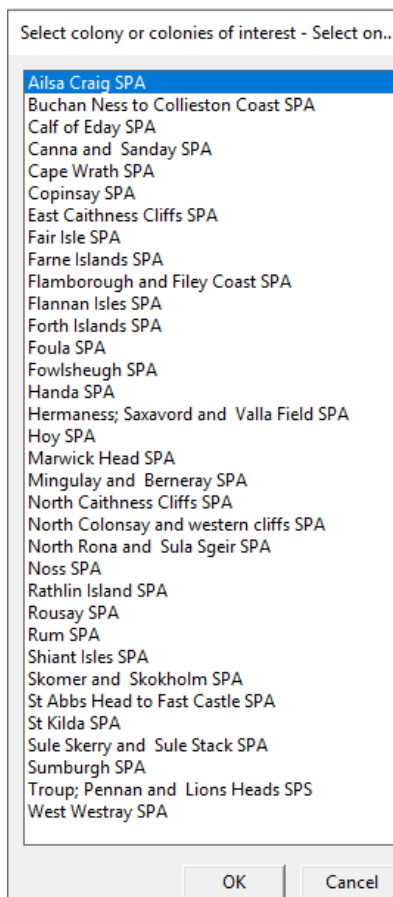 Select colony or colonies of interest - Select on...
Ailsa Craig SPA
Buchan Ness to Collieston Coast SPA
Calf of Eday SPA
Canna and  Sanday SPA
Cape Wrath SPA
Copinsay SPA
East Caithness Cliffs SPA
Fair Isle SPA
Farne Islands SPA
Flamborough and Filey Coast SPA
Flannan Isles SPA
Forth Islands SPA
Foula SPA
Fowlsheugh SPA
Handa SPA
Hermaness; Saxavord and  Valla Field SPA
Hoy SPA
Marwick Head SPA
Mingulay and  Berneray SPA
North Caithness Cliffs SPA
North Colonsay and western cliffs SPA
North Rona and  Sula Sgeir SPA
Noss SPA
Rathlin Island SPA
Rousay SPA
Rum SPA
Shiant Isles SPA
Skomer and  Skokholm SPA
St Abbs Head to Fast Castle SPA
St Kilda SPA
Sule Skerry and  Sule Stack SPA
Sumburgh SPA
Troup; Pennan and  Lions Heads SPS
West Westray SPA
OK Cancel